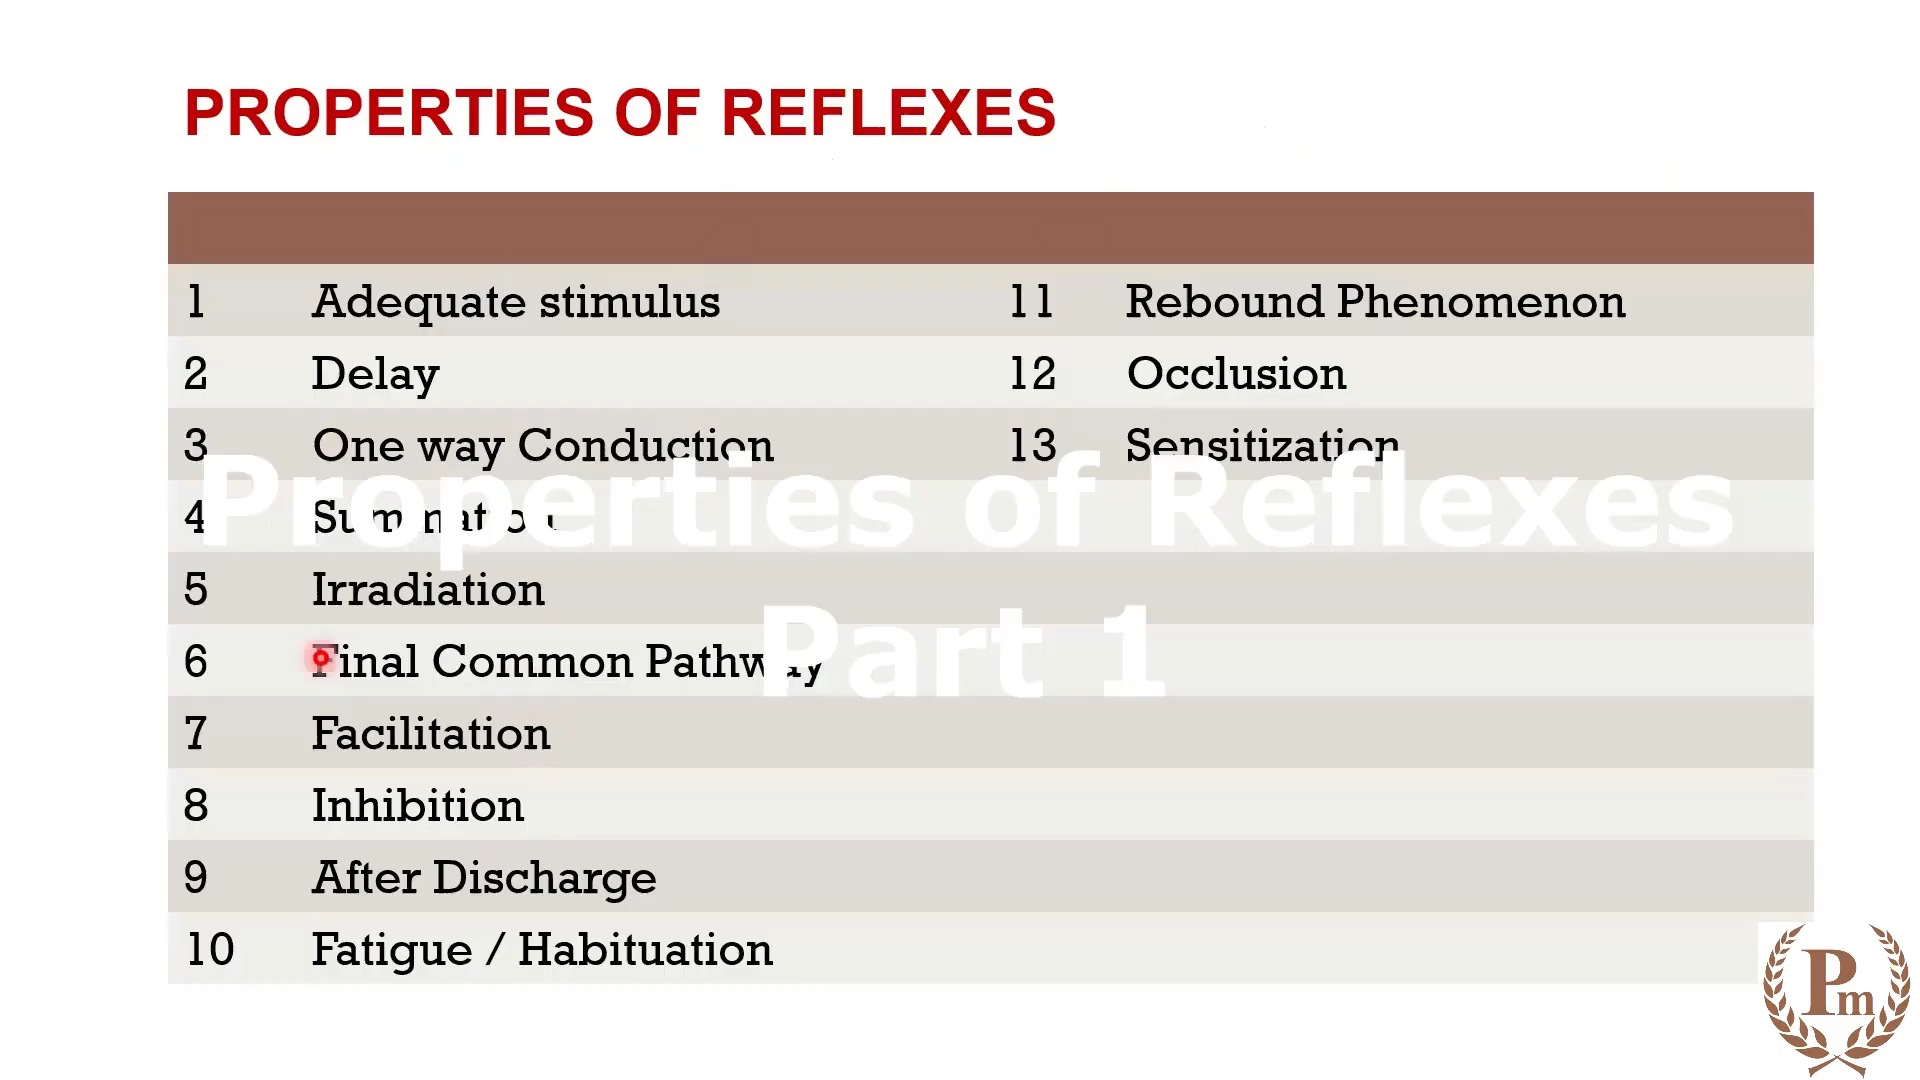 PROPERTIES OF REFLEXES
1 Adequate stimulus 11 Rebound Phenomenon
2 Delay 12 Occlusion
3 One way Conduction 13 Sensitization
4 Summation
Properties of Reflexes
5 Irradiation
Part 1
6 Final Common Pathway
7 Facilitation
8 Inhibition
9 After Discharge
10 Fatigue / Habituation
Pm